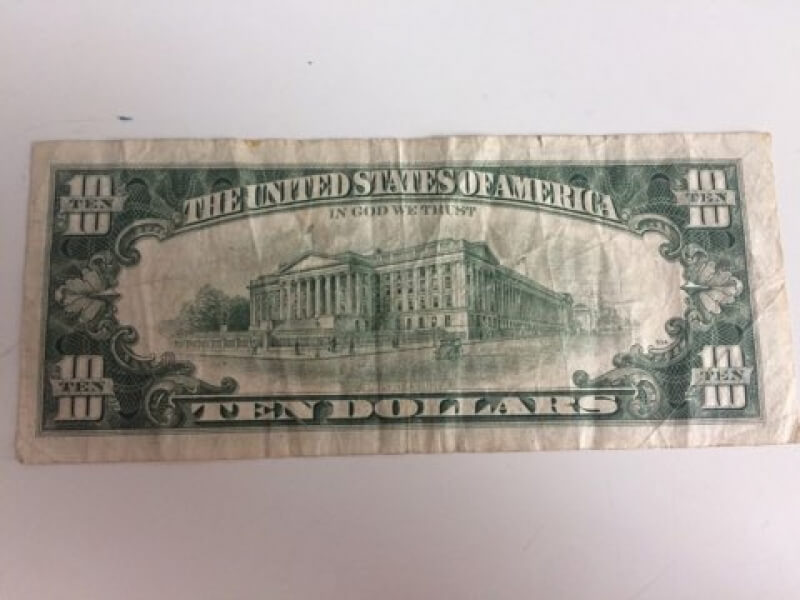 10 TEN
THE UNITED STATES OF AMERICA
10 TEN
IN GOD WE TRUST
10 TEN
TEN DOLLARS
10 TEN